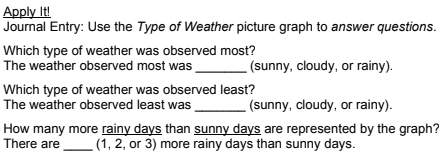 Apply It!
Journal Entry: Use the Type of Weather picture graph to answer questions.
Which type of weather was observed most?
The weather observed most was _______ (sunny, cloudy, or rainy).
Which type of weather was observed least?
The weather observed least was _______ (sunny, cloudy, or rainy).
How many more rainy days than sunny days are represented by the graph?
There are ____ (1, 2, or 3) more rainy days than sunny days.